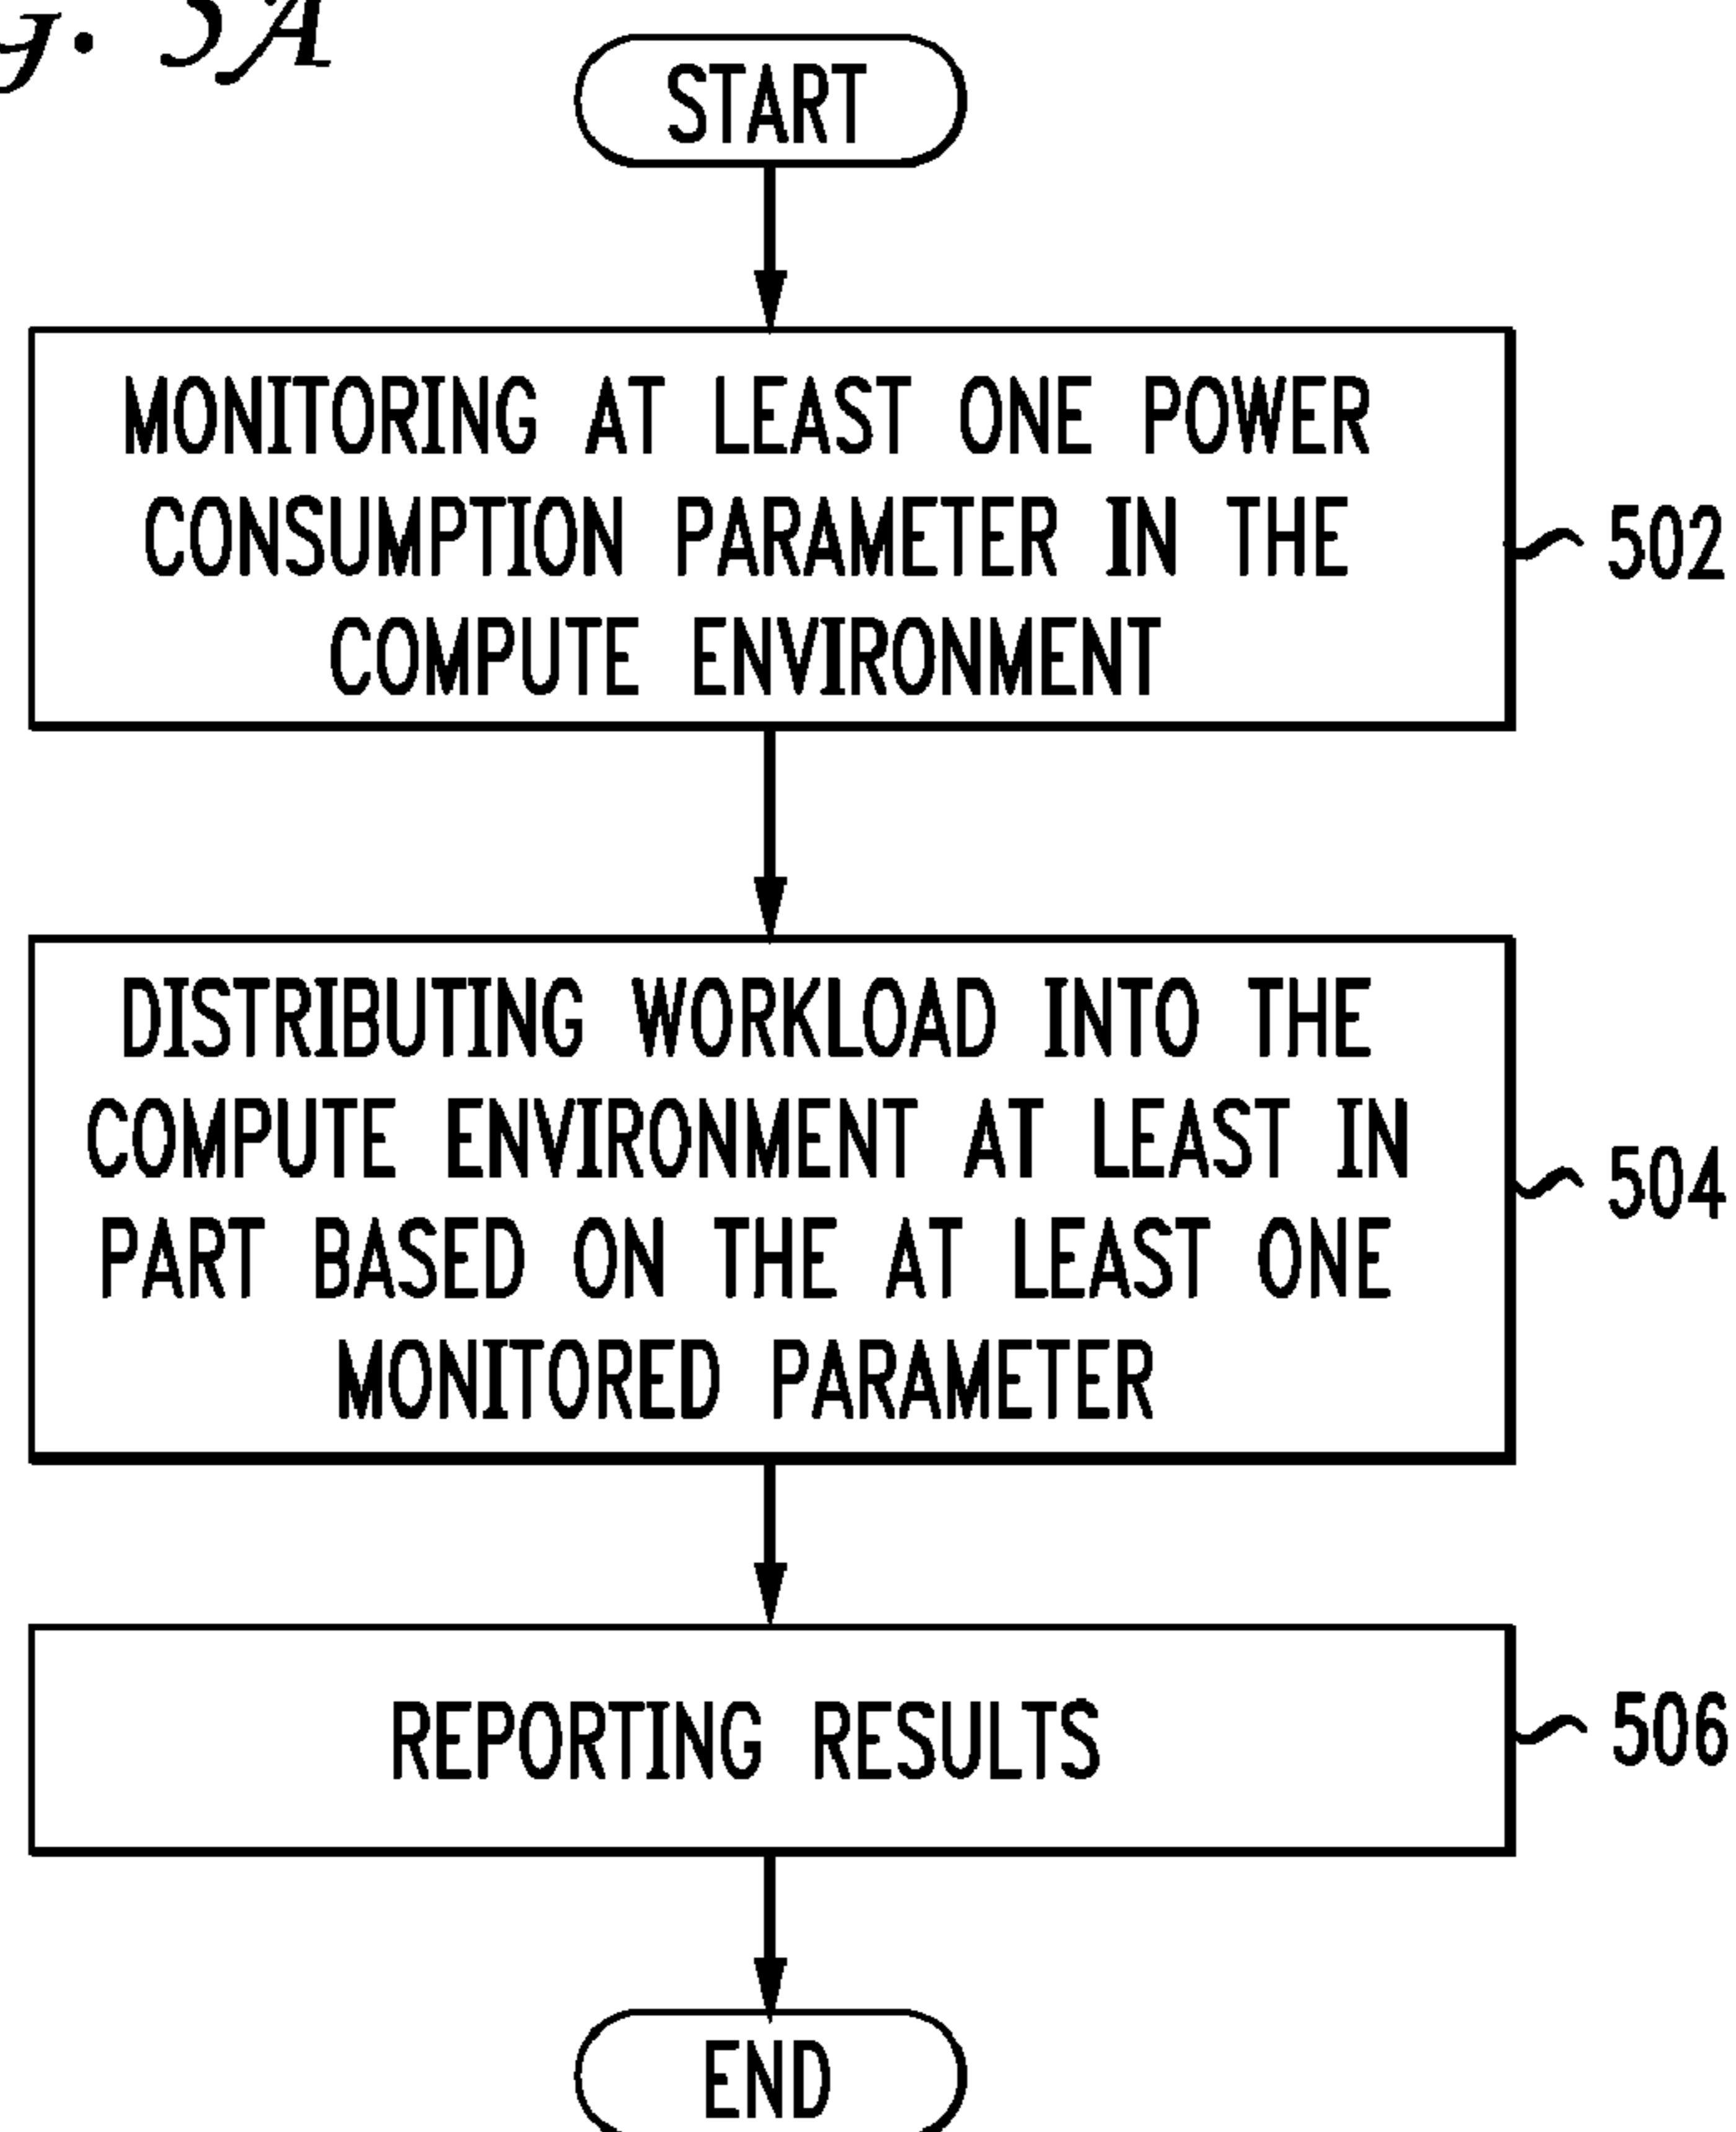 g. 5A
START
MONITORING AT LEAST ONE POWER
CONSUMPTION PARAMETER IN THE
COMPUTE ENVIRONMENT
502
DISTRIBUTING WORKLOAD INTO THE
COMPUTE ENVIRONMENT AT LEAST IN
PART BASED ON THE AT LEAST ONE
MONITORED PARAMETER
504
REPORTING RESULTS
506
END